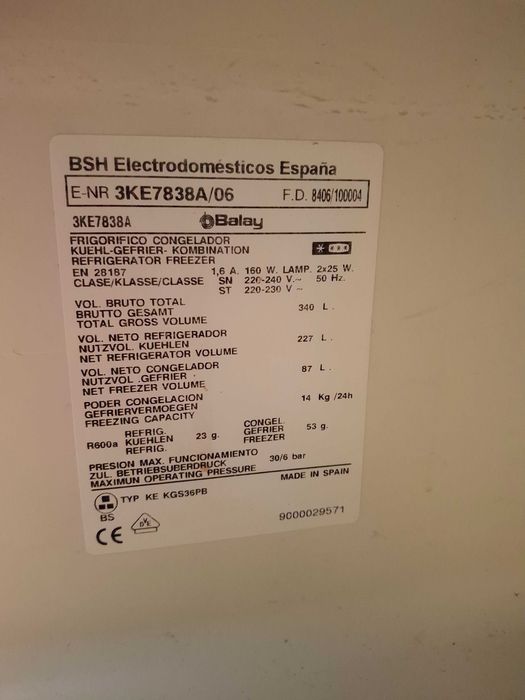 BSH Electrodomésticos España
E-NR 3KE7838A/06 F.D. 8406/100004
3KE7838A Balay
FRIGORIFICO CONGELADOR
KUEHL-GEFRIER- KOMBINATION
REFRIGERATOR FREEZER
EN 28187 1,6 A. 160 W. LAMP. 2x25 W.
CLASE/KLASSE/CLASSE SN 220-240 V.~ 50 Hz.
ST 220-230 V ~
VOL. BRUTO TOTAL
BRUTTO GESAMT 340 L.
TOTAL GROSS VOLUME
VOL. NETO REFRIGERADOR
NUTZVOL. KUEHLEN 227 L.
NET REFRIGERATOR VOLUME
VOL. NETO CONGELADOR
NUTZVOL .GEFRIER 87 L.
NET FREEZER VOLUME
PODER CONGELACION
GEFRIERVERMOEGEN 14 Kg /24h
FREEZING CAPACITY
REFRIG. CONGEL.
R600a KUEHLEN 23 g. GEFRIER 53 g.
REFRIG. FREEZER
PRESION MAX. FUNCIONAMIENTO
ZUL. BETRIEBSUBERDRUCK 30/6 bar
MAXIMUN OPERATING PRESSURE
MADE IN SPAIN
TYP KE KGS36PB
BS DVE
CE 9000029571